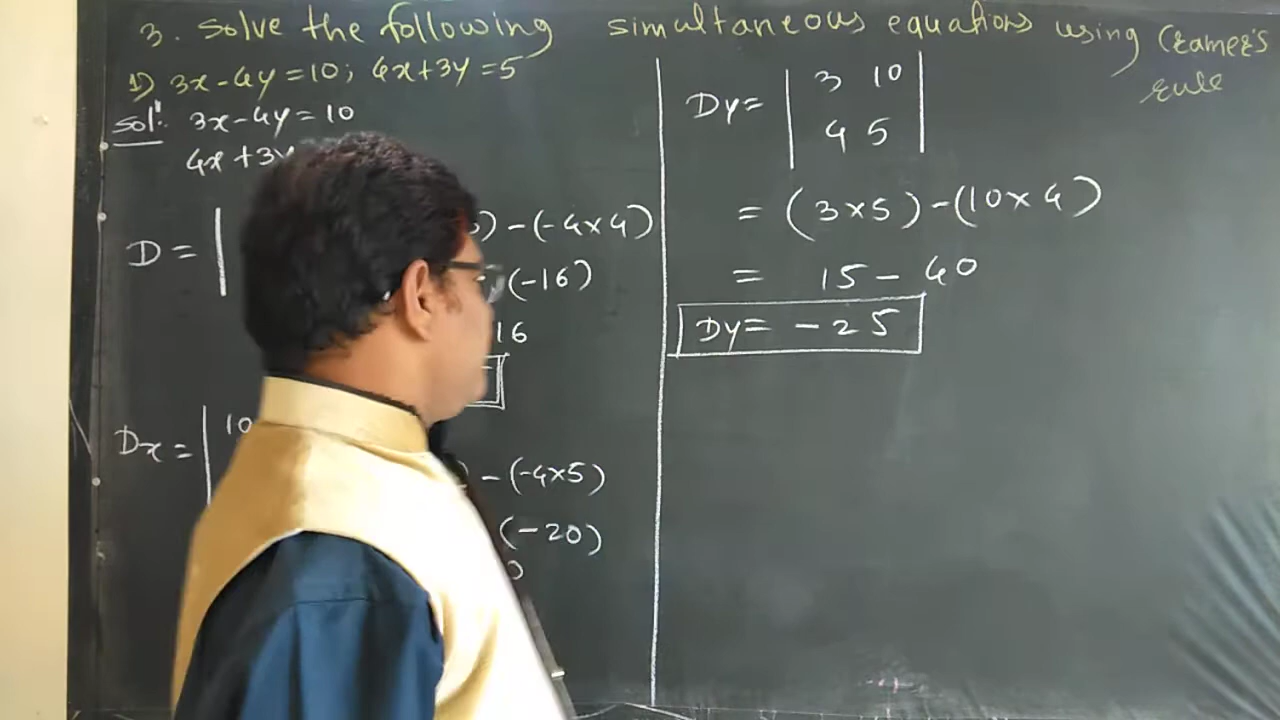 3. Solve the following simultaneous equations using Cramer's rule
1) 3x-4y=10; 4x+3y=5
Sol: 3x-4y=10
4x+3y
D=| )-(-4×4)
(-16)
16
Dx=| 10
-(-4×5)
(-20)
0
Dy=| 3 10 |
| 4 5 |
= (3×5)-(10×4)
= 15-40
Dy= -25